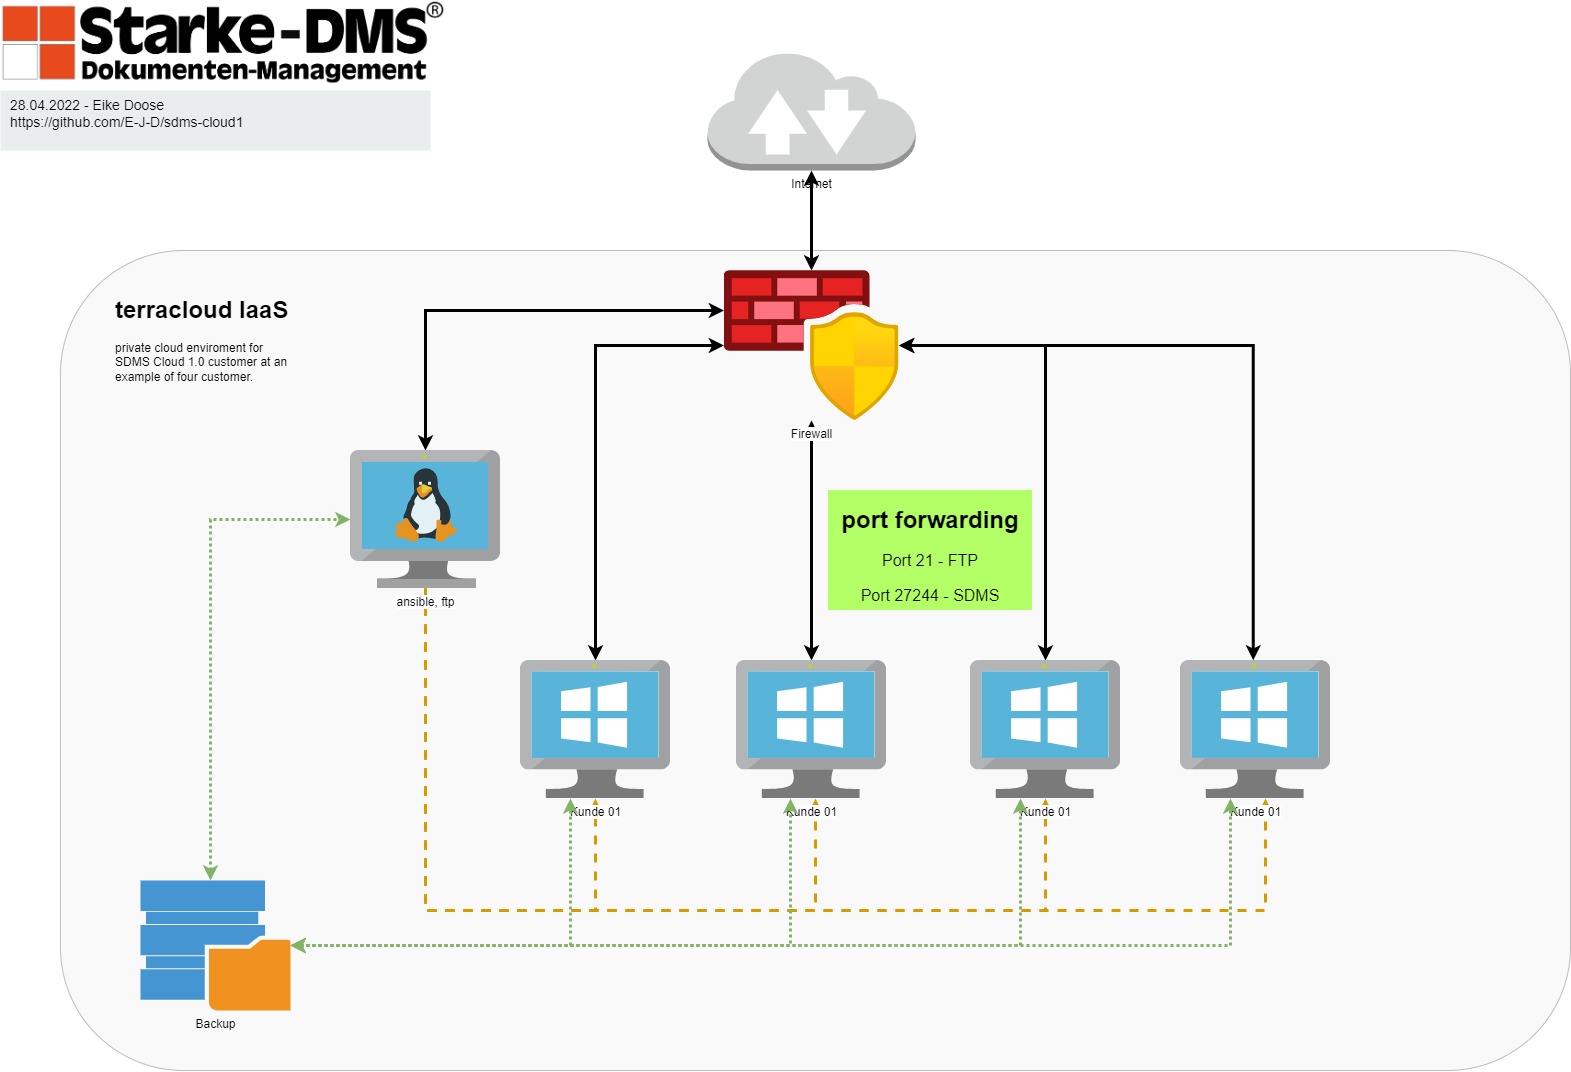 Starke-DMS®
Dokumenten-Management
28.04.2022 - Eike Doose
https://github.com/E-J-D/sdms-cloud1
Internet
terracloud IaaS
private cloud enviroment for
SDMS Cloud 1.0 customer at an
example of four customer.
Firewall
port forwarding
Port 21 - FTP
Port 27244 - SDMS
ansible, ftp
Kunde 01
Kunde 01
Kunde 01
Kunde 01
Backup